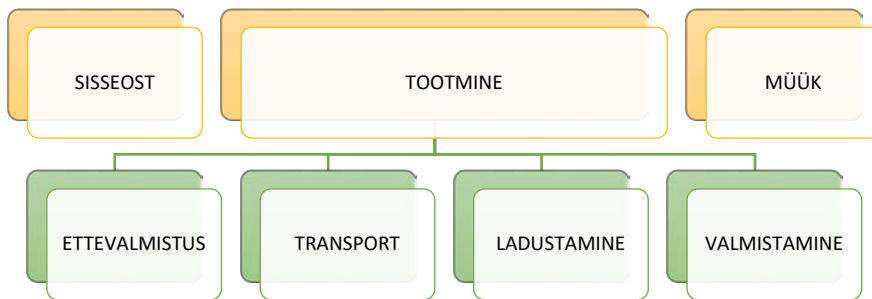 SISSEOST
TOOTMINE
MÜÜK
ETTEVALMISTUS
TRANSPORT
LADUSTAMINE
VALMISTAMINE